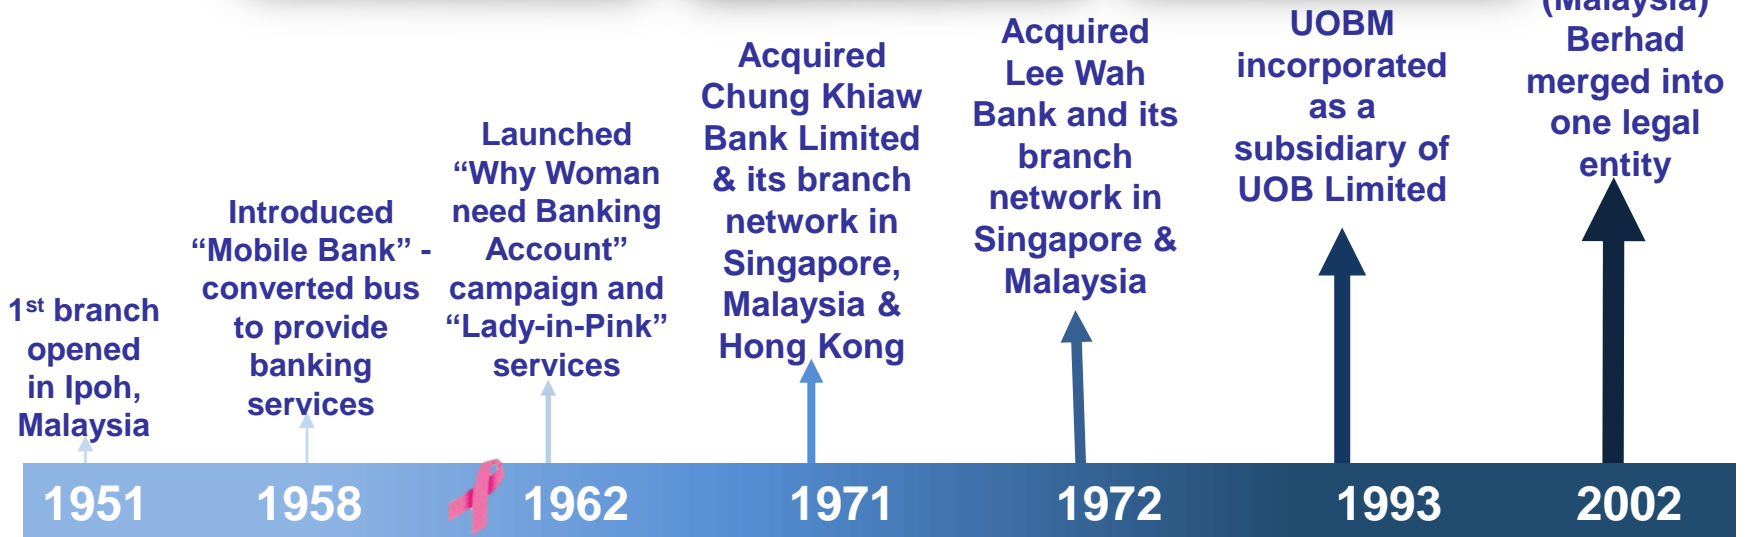 1st branch
opened
in Ipoh,
Malaysia
Introduced
“Mobile Bank” -
converted bus
to provide
banking
services
Launched
“Why Woman
need Banking
Account”
campaign and
“Lady-in-Pink”
services
Acquired
Chung Khiaw
Bank Limited
& its branch
network in
Singapore,
Malaysia &
Hong Kong
Acquired
Lee Wah
Bank and its
branch
network in
Singapore &
Malaysia
UOBM
incorporated
as a
subsidiary of
UOB Limited
(Malaysia)
Berhad
merged into
one legal
entity
1951
1958
1962
1971
1972
1993
2002